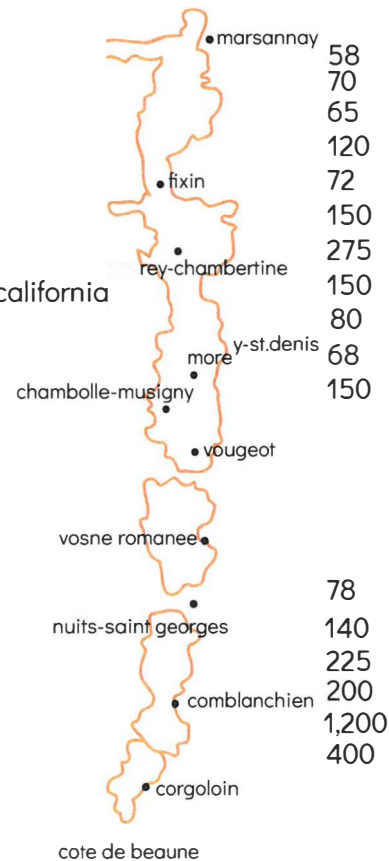 marsannay
58
70
65
120
fixin 72
150
rey-chambertine 275
california 150
80
y-st.denis
more 68
chambolle-musigny 150
vougeot
vosne romanee
78
nuits-saint georges 140
225
comblanchien 200
1,200
400
corgoloin
cote de beaune